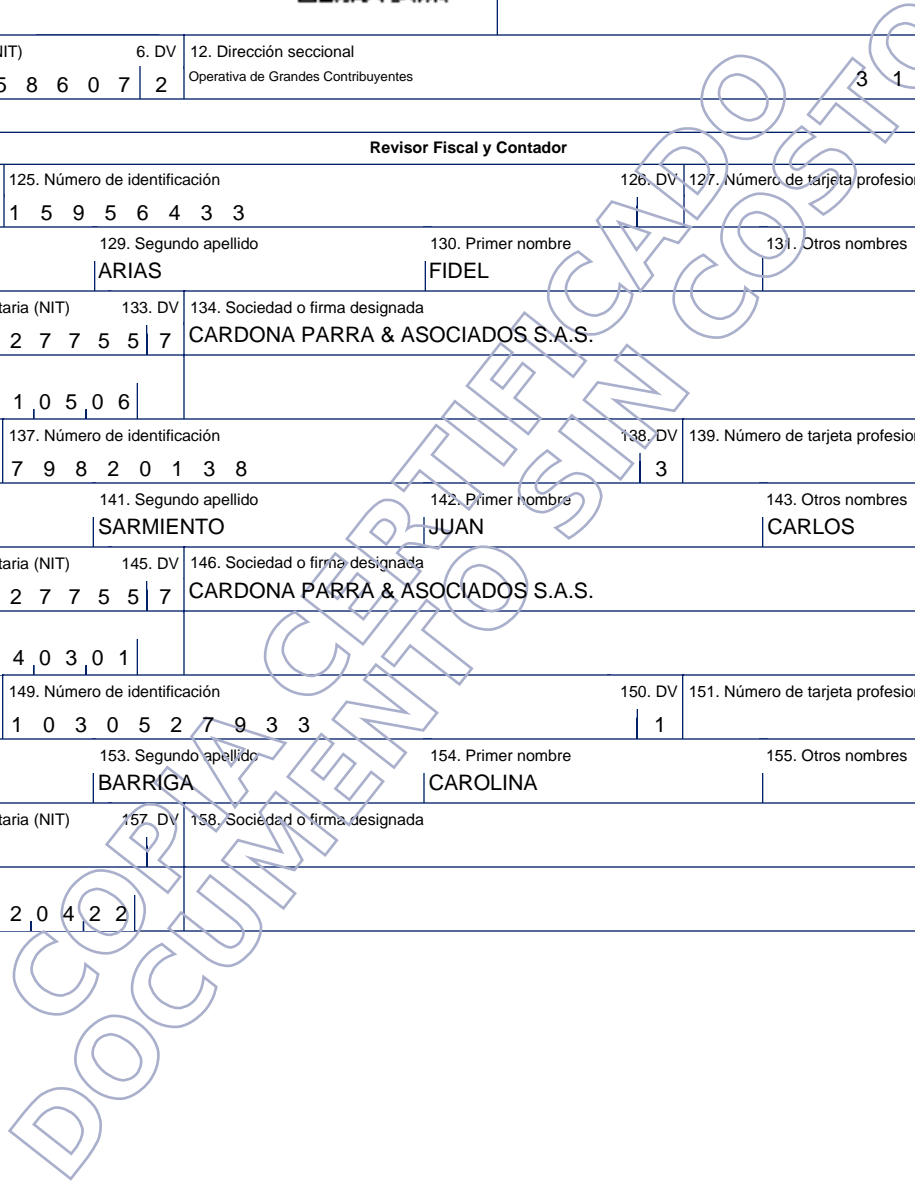 6. DV 12. Dirección seccional
5 8 6 0 7 2 Operativa de Grandes Contribuyentes 3 1
Revisor Fiscal y Contador
125. Número de identificación 126. DV 127. Número de tarjeta
1 5 9 5 6 4 3 3
129. Segundo apellido 130. Primer nombre 131. Otros nombres
ARIAS FIDEL
(NIT) 133. DV 134. Sociedad o firma designada
2 7 7 5 5 7 CARDONA PARRA & ASOCIADOS S.A.S.
1 0 5 0 6
137. Número de identificación 138. DV 139. Número de tarjeta
7 9 8 2 0 1 3 8 3
141. Segundo apellido 142. Primer nombre 143. Otros nombres
SARMIENTO JUAN CARLOS
(NIT) 145. DV 146. Sociedad o firma designada
2 7 7 5 5 7 CARDONA PARRA & ASOCIADOS S.A.S.
4 0 3 0 1
149. Número de identificación 150. DV 151. Número de tarjeta
1 0 3 0 5 2 7 9 3 3 1
153. Segundo apellido 154. Primer nombre 155. Otros nombres
BARRIGA CAROLINA
(NIT) 157. DV 158. Sociedad o firma designada
2 0 4 2 2
COPIA CERTIFICADO
DOCUMENTO SIN COSTO